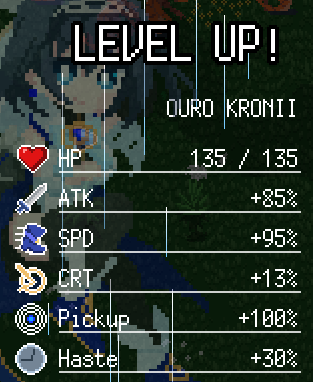 LEVEL UP!
OURO KRONII
HP 135 / 135
ATK +85%
SPD +95%
CRT +13%
Pickup +100%
Haste +30%